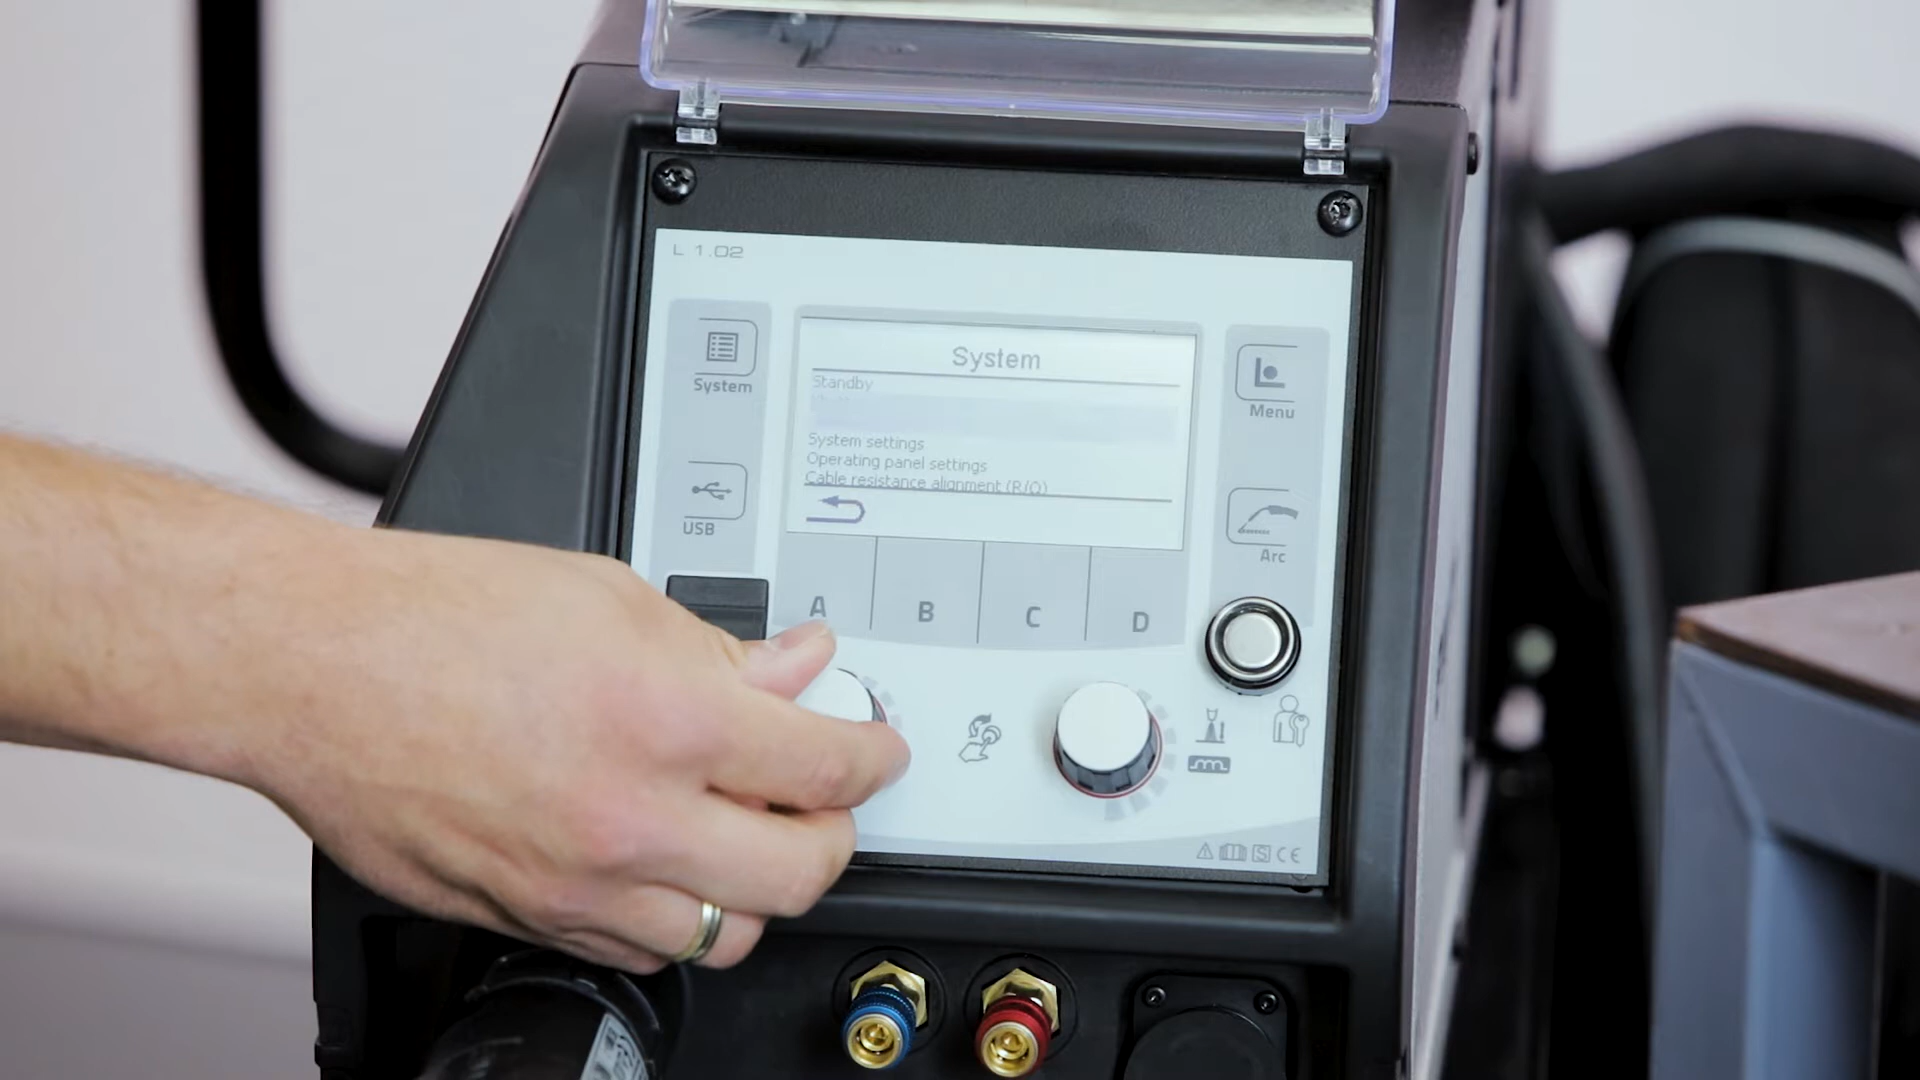 L 1.02
System
System
Menu
Standby
System settings
Operating panel settings
Cable resistance alignment (R/Ω)
USB
Arc
A
B
C
D
S
CE